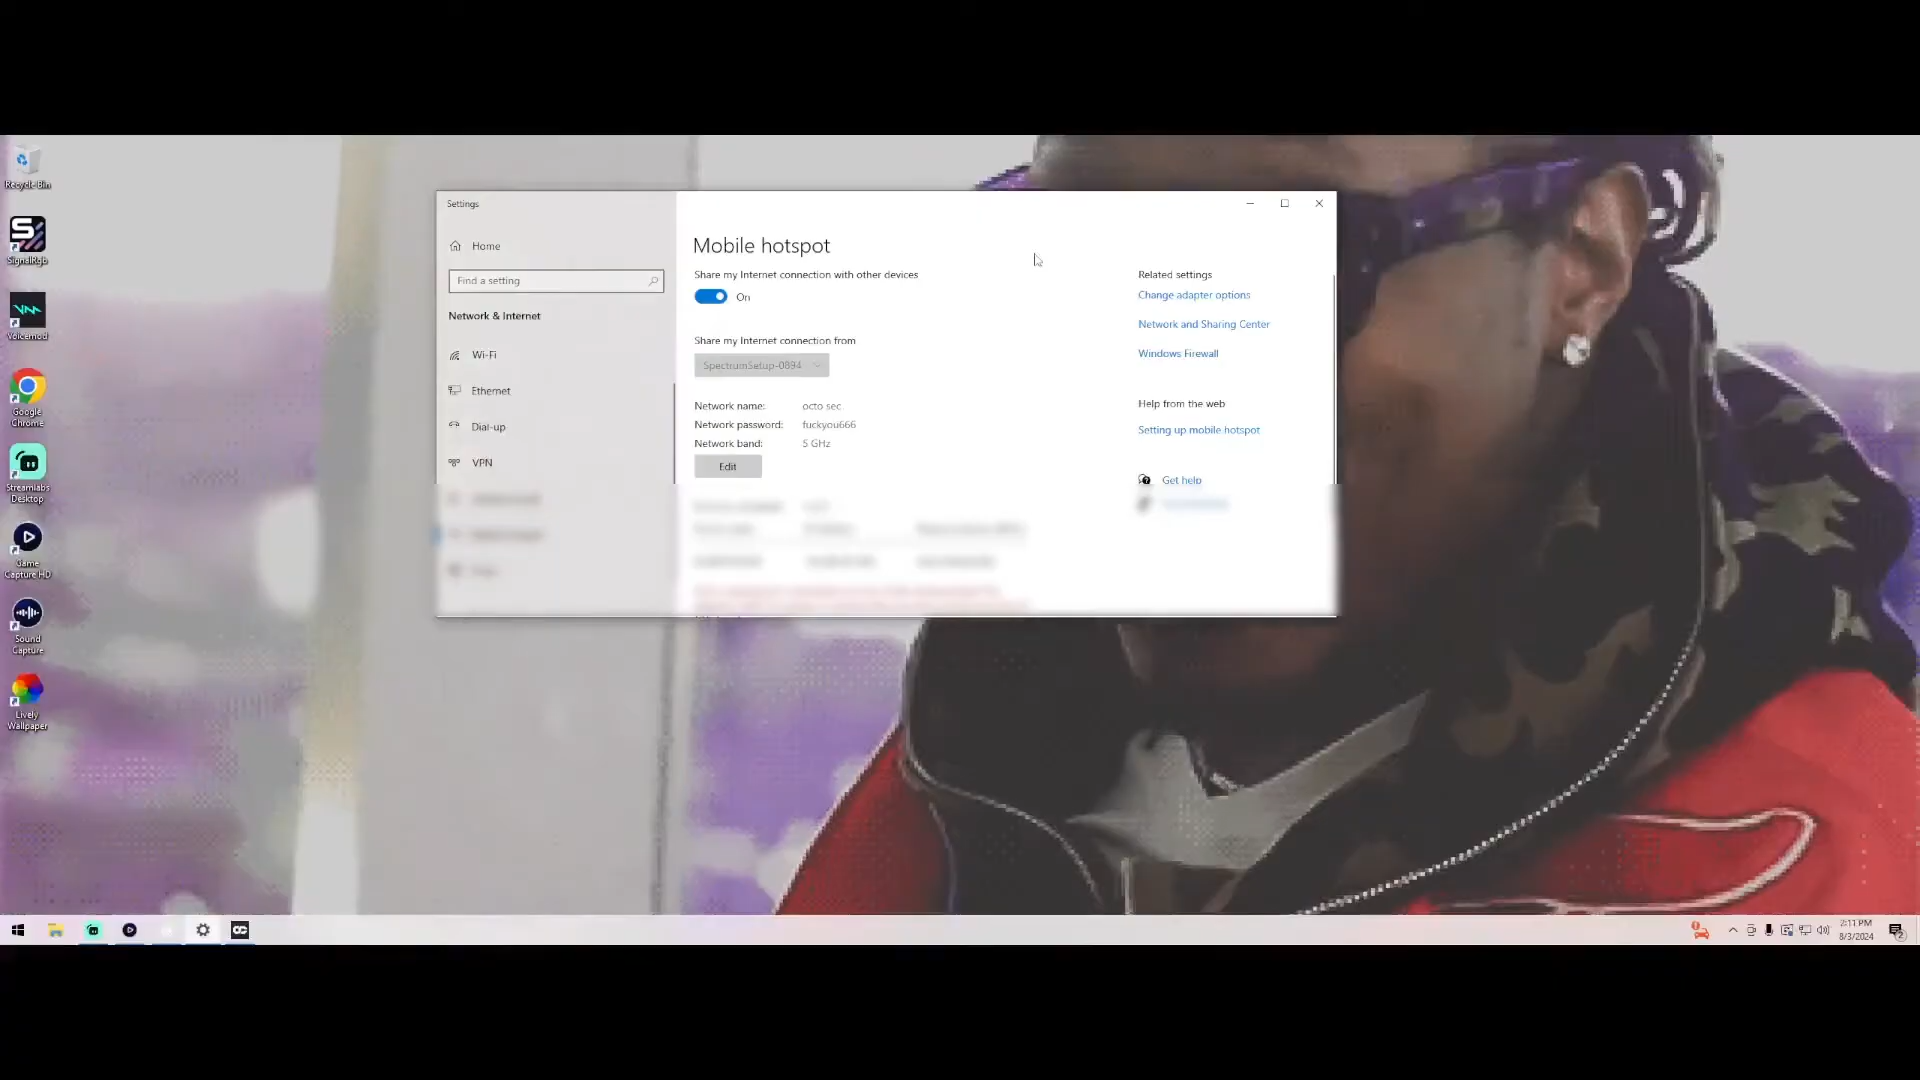 Recycle Bin
SignalRgb
Voicemod
Google
Chrome
Streamlabs
Desktop
Game
Capture HD
Sound
Capture
Lively
Wallpaper
Settings
Home
Find a setting
Network & Internet
Wi-Fi
Ethernet
Dial-up
VPN
Mobile hotspot
Share my Internet connection with other devices
On
Share my Internet connection from
SpectrumSetup-0894
Network name: octo sec
Network password: fuckyou666
Network band: 5 GHz
Edit
Related settings
Change adapter options
Network and Sharing Center
Windows Firewall
Help from the web
Setting up mobile hotspot
Get help
2:11 PM
8/3/2024
2